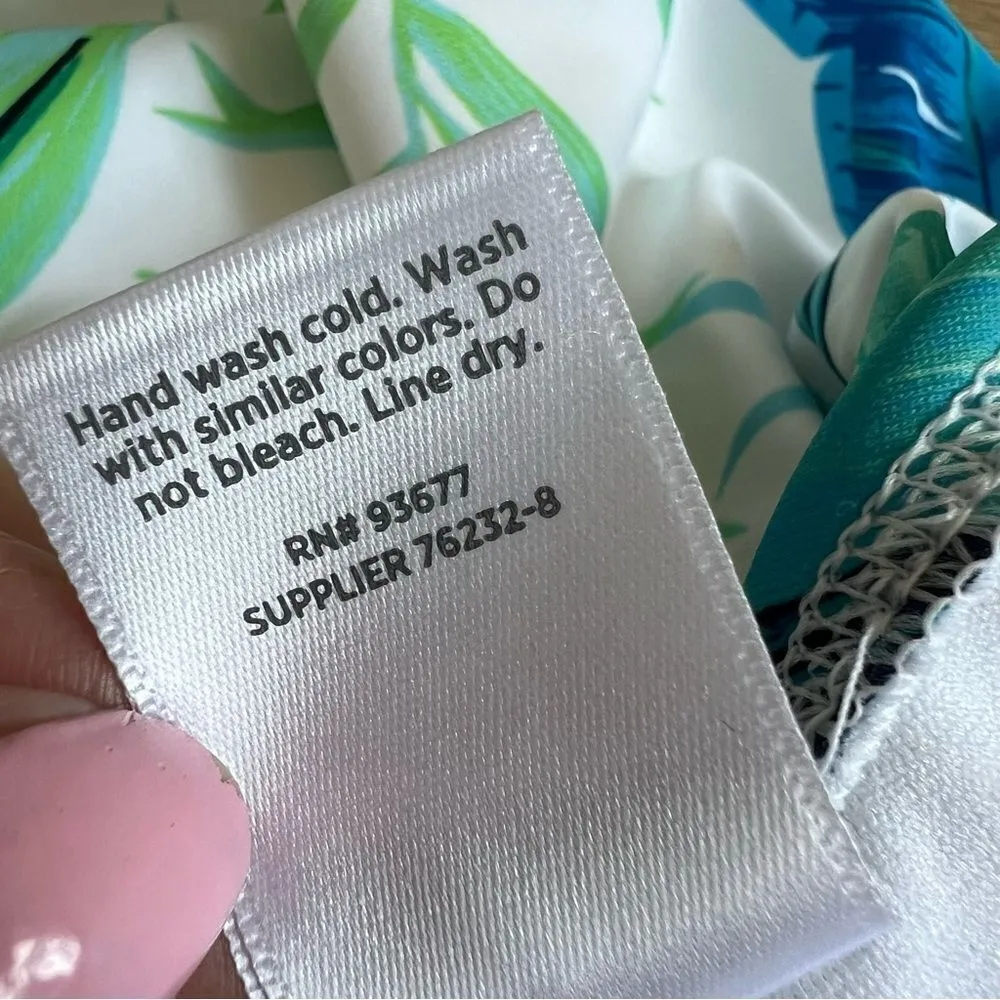 Hand wash cold. Wash
with similar colors. Do
not bleach. Line dry.
RN# 93677
SUPPLIER 76232-8